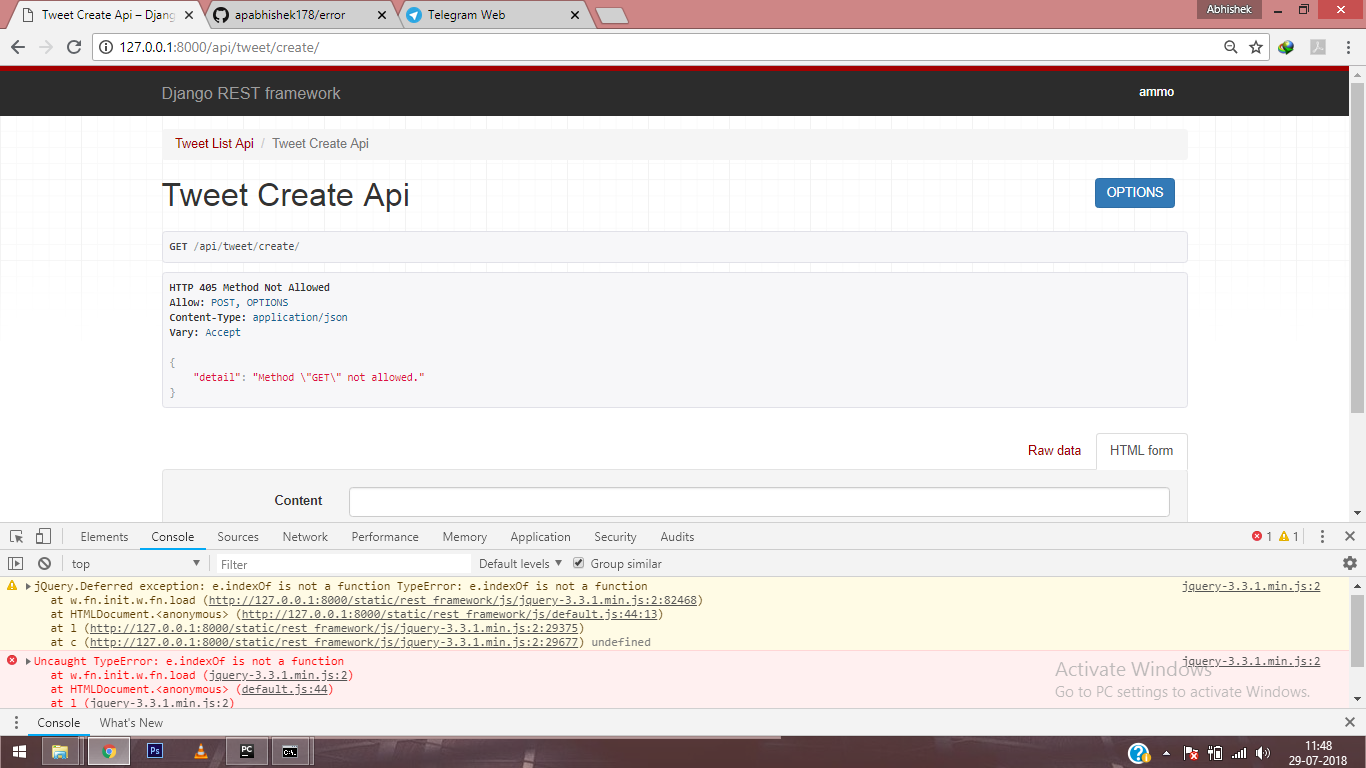 Tweet Create Api – Djang
apabhishek178/error
Telegram Web
Abhishek
127.0.0.1:8000/api/tweet/create/
Django REST framework
ammo
Tweet List Api / Tweet Create Api
Tweet Create Api
OPTIONS
GET /api/tweet/create/
HTTP 405 Method Not Allowed
Allow: POST, OPTIONS
Content-Type: application/json
Vary: Accept
{
"detail": "Method \"GET\" not allowed."
}
Raw data
HTML form
Content
Elements Console Sources Network Performance Memory Application Security Audits
1 1
top
Filter
Default levels ▼
Group similar
jQuery.Deferred exception: e.indexOf is not a function TypeError: e.indexOf is not a function
jquery-3.3.1.min.js:2
at w.fn.init.w.fn.load (http://127.0.0.1:8000/static/rest_framework/js/jquery-3.3.1.min.js:2:82468)
at HTMLDocument.<anonymous> (http://127.0.0.1:8000/static/rest_framework/js/default.js:44:13)
at l (http://127.0.0.1:8000/static/rest_framework/js/jquery-3.3.1.min.js:2:29375)
at c (http://127.0.0.1:8000/static/rest_framework/js/jquery-3.3.1.min.js:2:29677) undefined
Uncaught TypeError: e.indexOf is not a function
jquery-3.3.1.min.js:2
at w.fn.init.w.fn.load (jquery-3.3.1.min.js:2)
at HTMLDocument.<anonymous> (default.js:44)
at l (jquery-3.3.1.min.js:2)
Activate Windows
Go to PC settings to activate Windows.
Console What's New
Ps
PC
C:\.
11:48
29-07-2018